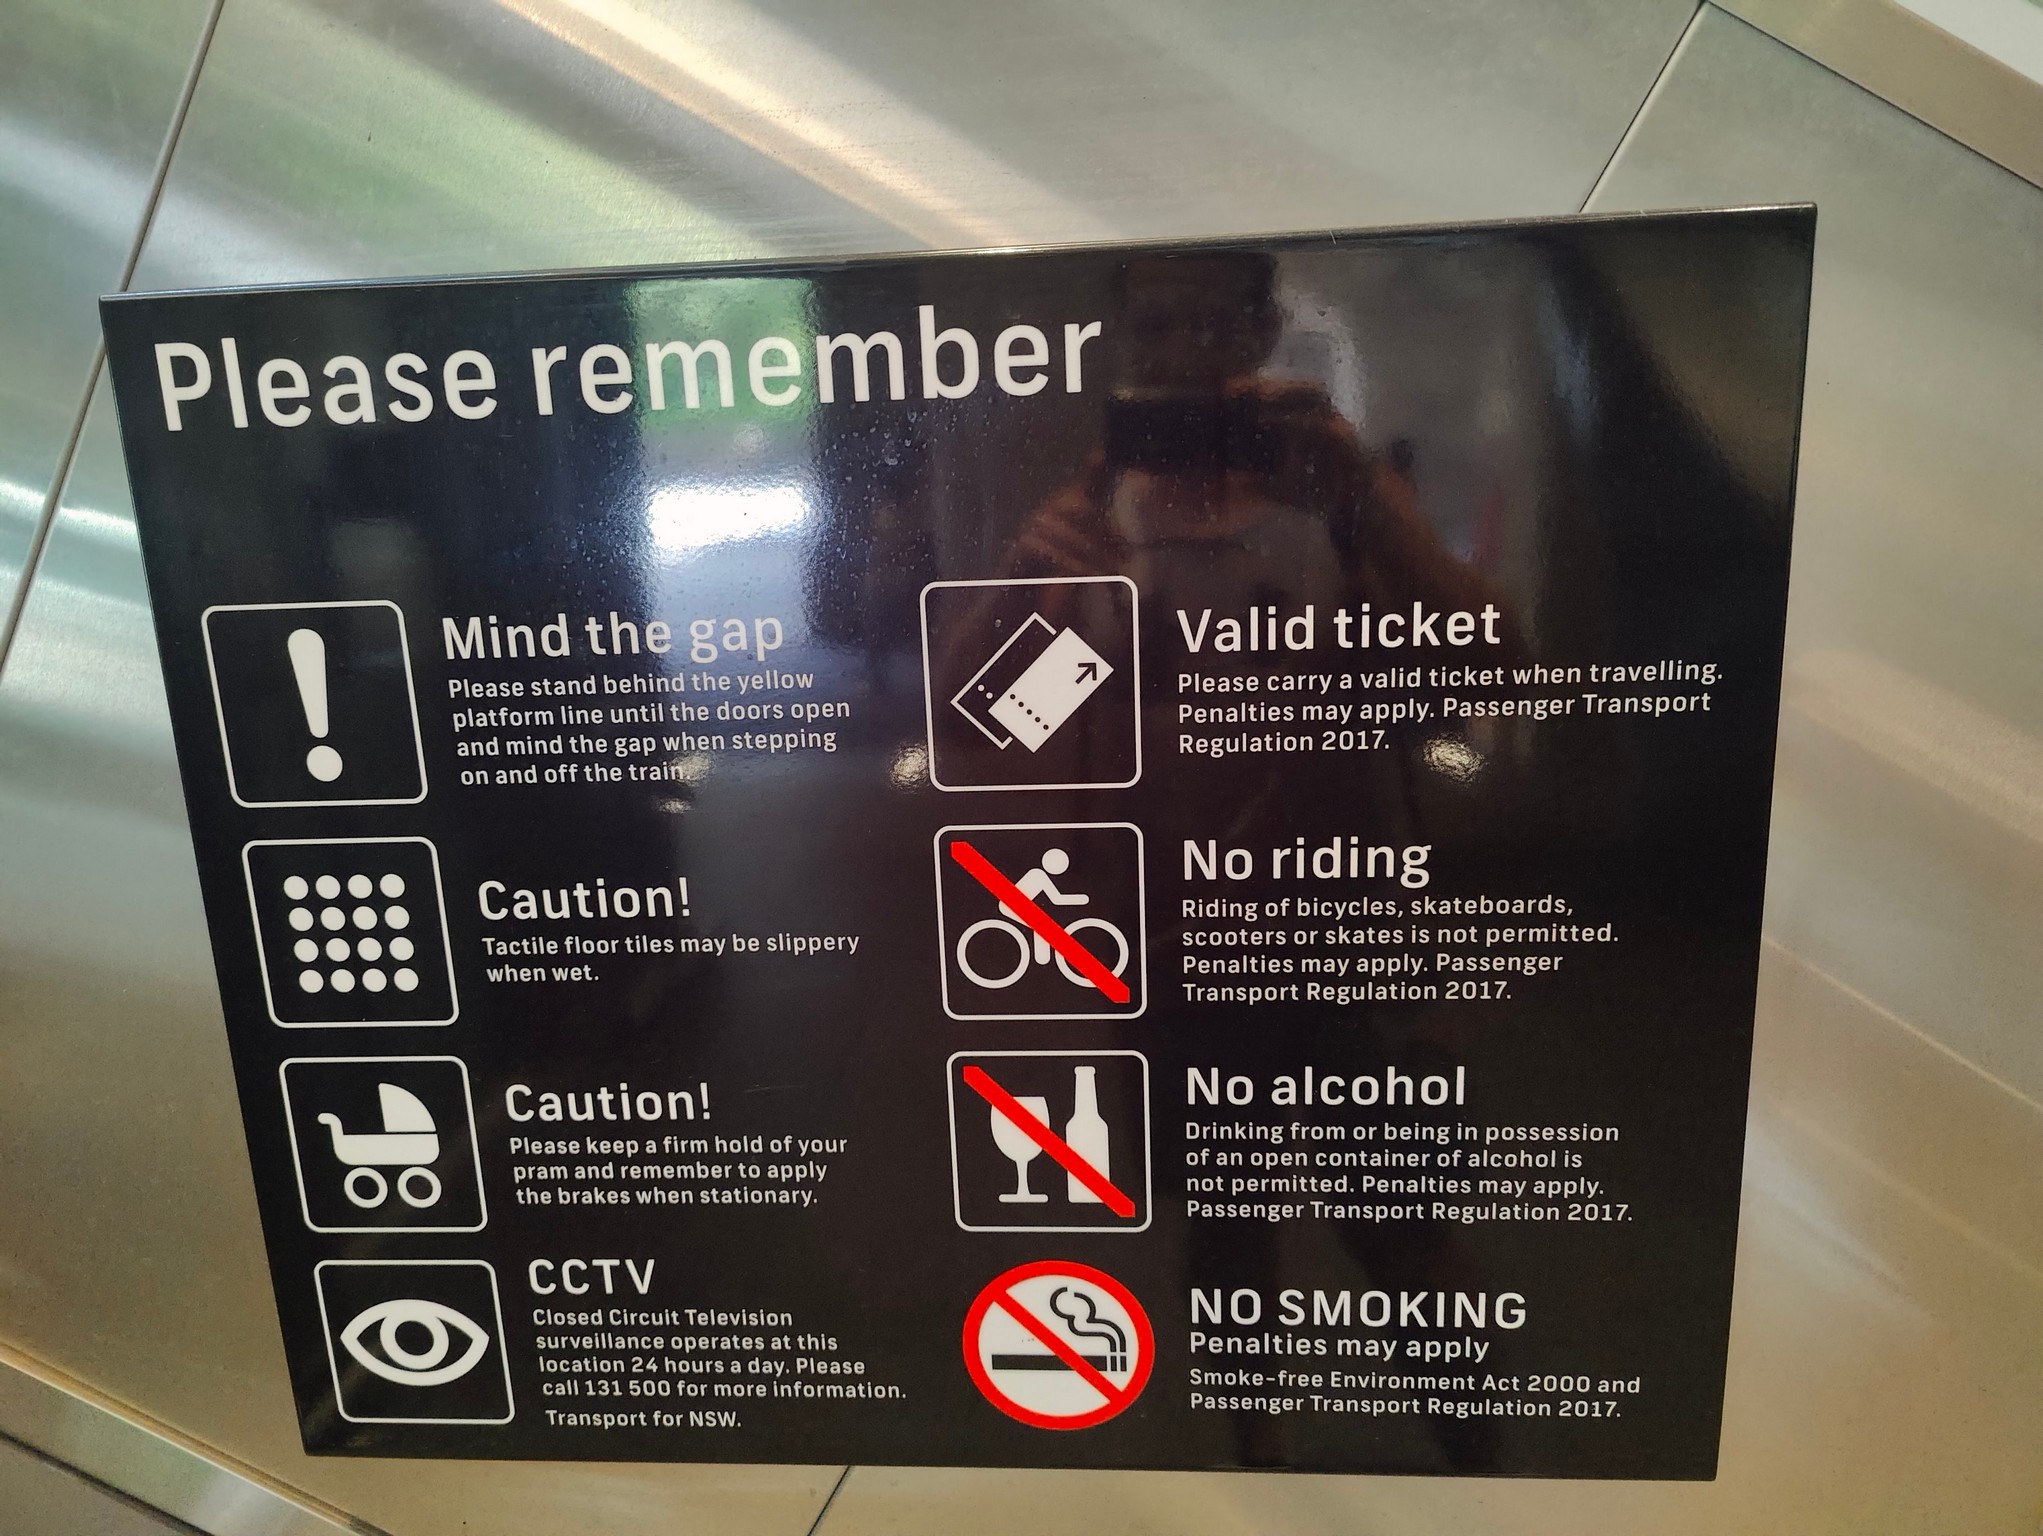 Please remember
Mind the gap
Please stand behind the yellow
platform line until the doors open
and mind the gap when stepping
on and off the train.
Caution!
Tactile floor tiles may be slippery
when wet.
Caution!
Please keep a firm hold of your
pram and remember to apply
the brakes when stationary.
CCTV
Closed Circuit Television
surveillance operates at this
location 24 hours a day. Please
call 131 500 for more information.
Transport for NSW.
Valid ticket
Please carry a valid ticket when travelling.
Penalties may apply. Passenger Transport
Regulation 2017.
No riding
Riding of bicycles, skateboards,
scooters or skates is not permitted.
Penalties may apply. Passenger
Transport Regulation 2017.
No alcohol
Drinking from or being in possession
of an open container of alcohol is
not permitted. Penalties may apply.
Passenger Transport Regulation 2017.
NO SMOKING
Penalties may apply
Smoke-free Environment Act 2000 and
Passenger Transport Regulation 2017.